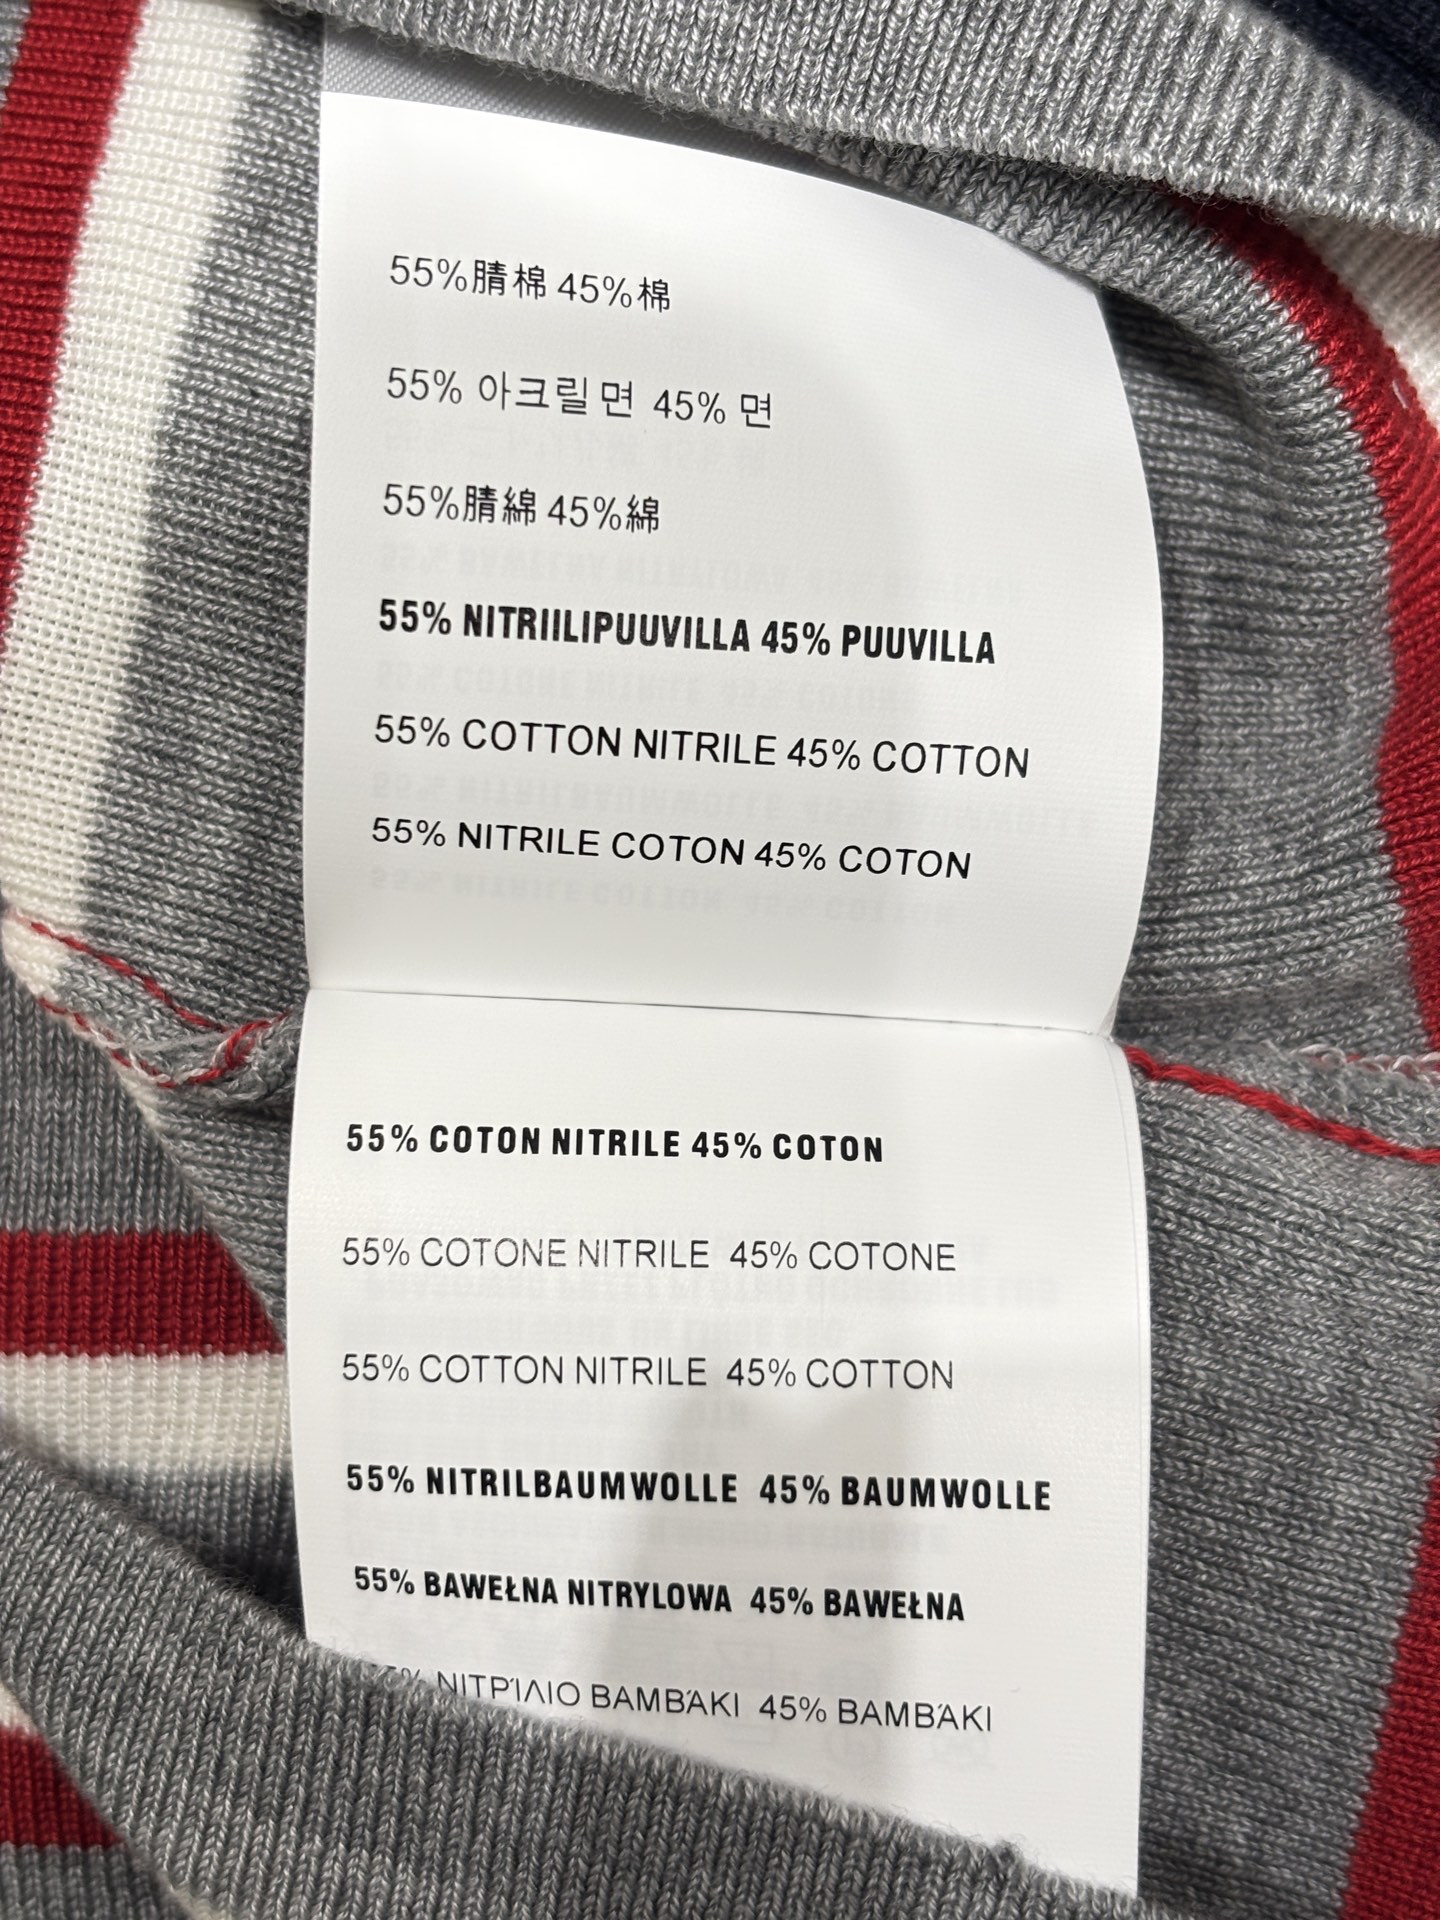 55%腈棉 45%棉
55% 아크릴 면 45% 면
55%腈綿 45%綿
55% NITRIILIPUUVILLA 45% PUUVILLA
55% COTTON NITRILE 45% COTTON
55% NITRILE COTON 45% COTON
55% COTON NITRILE 45% COTON
55% COTONE NITRILE 45% COTONE
55% COTTON NITRILE 45% COTTON
55% NITRILBAUMWOLLE 45% BAUMWOLLE
55% BAWEŁNA NITRYLOWA 45% BAWEŁNA
ΝΙΤΡΊΛΙΟ ΒΑΜΒΆΚΙ 45% ΒΑΜΒΆΚΙ